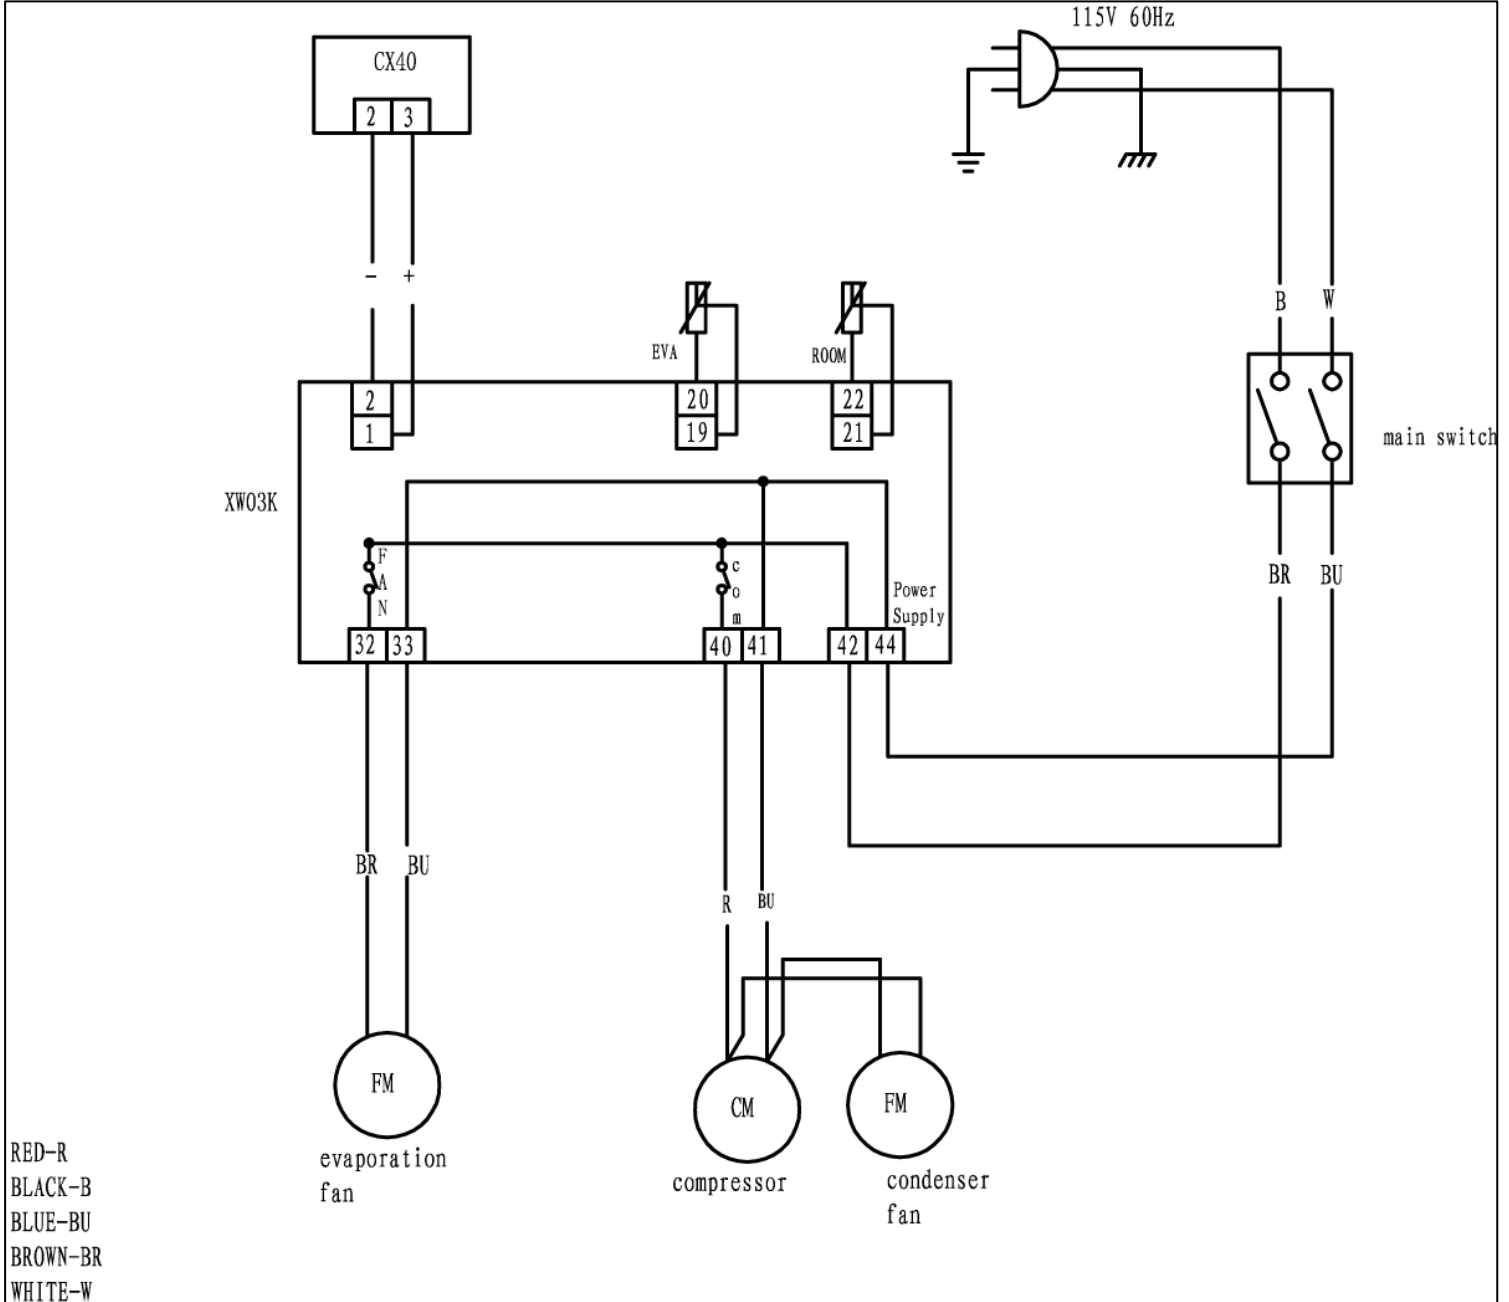 115V 60Hz
CX40
2 3
- +
B W
EVA
ROOM
2
1
20
19
22
21
main switch
XW03K
FAN
com
Power
Supply
BR BU
32 33
40 41
42 44
BR BU
R BU
FM
CM
FM
evaporation
fan
compressor
condenser
fan
RED-R
BLACK-B
BLUE-BU
BROWN-BR
WHITE-W